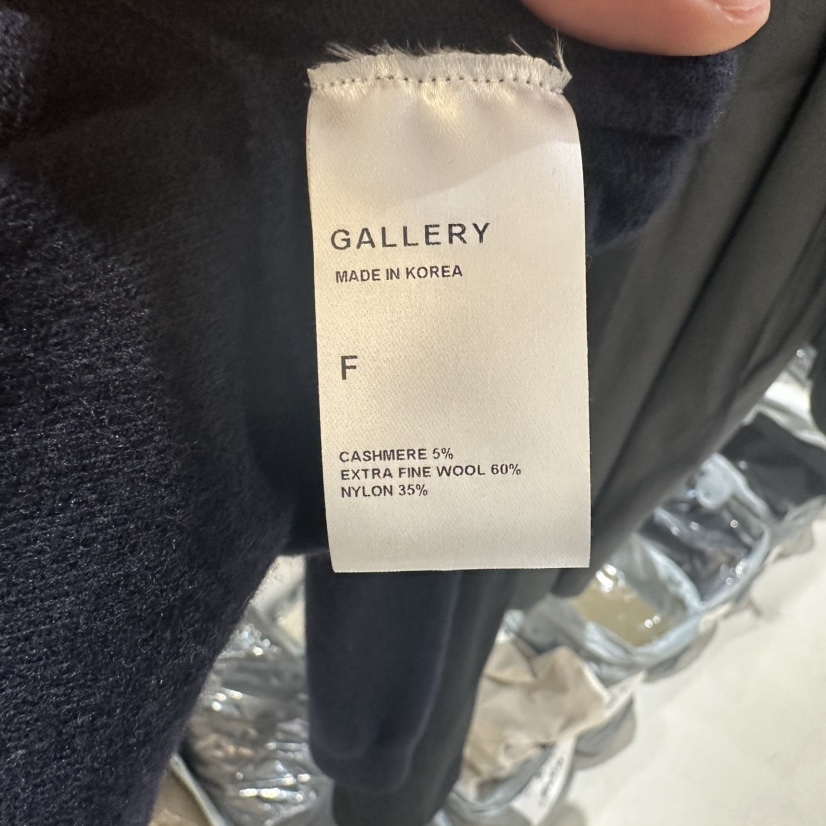 GALLERY
MADE IN KOREA
F
CASHMERE 5%
EXTRA FINE WOOL 60%
NYLON 35%